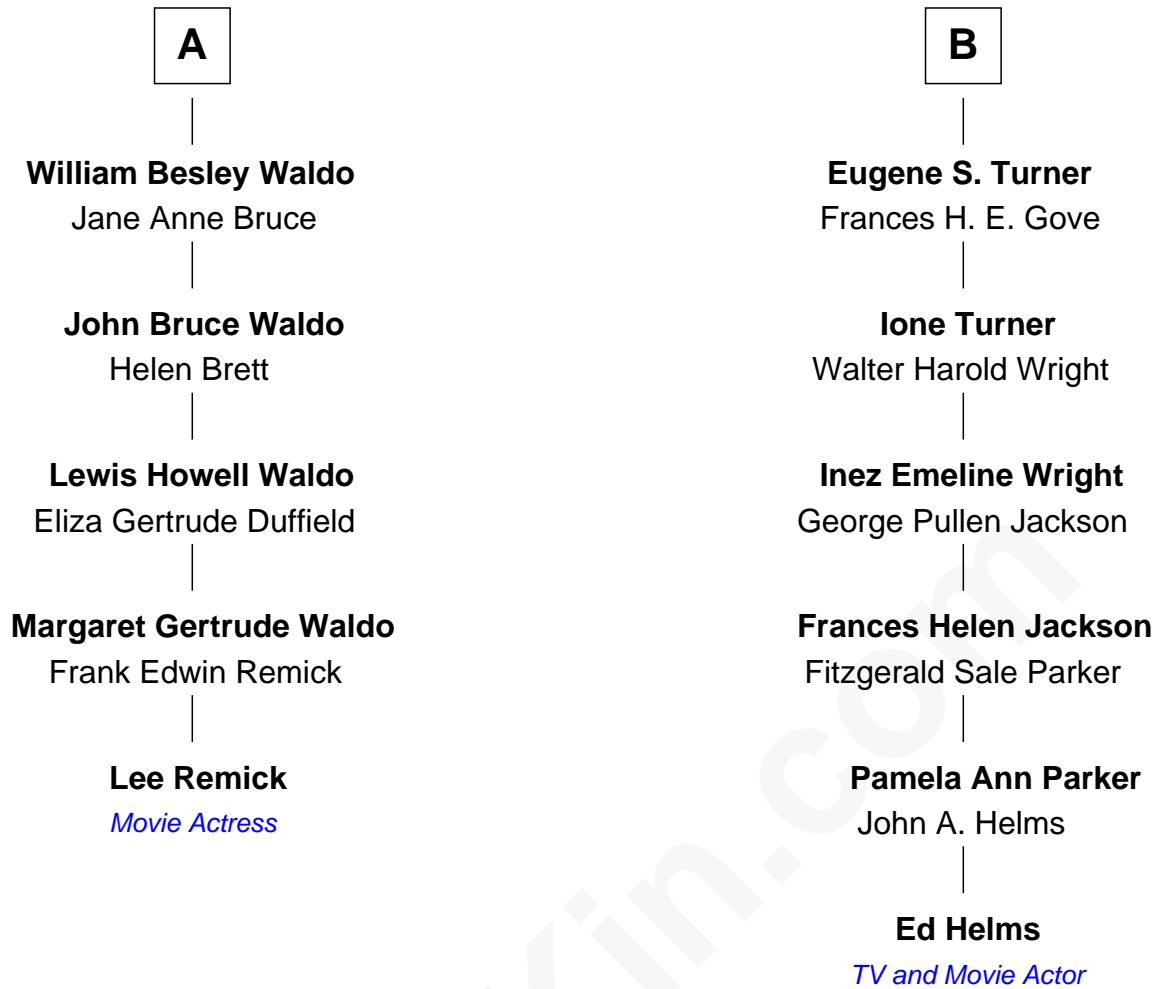 A
William Besley Waldo
Jane Anne Bruce
John Bruce Waldo
Helen Brett
Lewis Howell Waldo
Eliza Gertrude Duffield
Margaret Gertrude Waldo
Frank Edwin Remick
Lee Remick
Movie Actress
B
Eugene S. Turner
Frances H. E. Gove
Ione Turner
Walter Harold Wright
Inez Emeline Wright
George Pullen Jackson
Frances Helen Jackson
Fitzgerald Sale Parker
Pamela Ann Parker
John A. Helms
Ed Helms
TV and Movie Actor
Kin.com